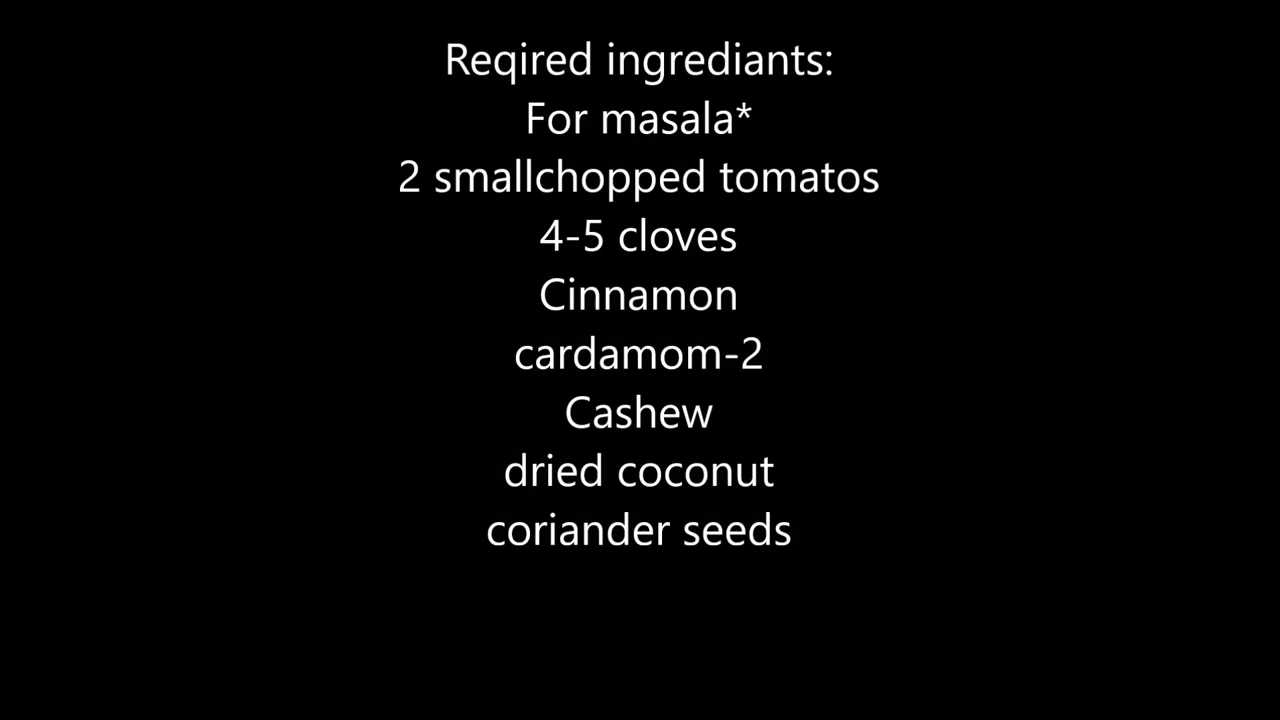 Reqired ingrediants:
For masala*
2 smallchopped tomatos
4-5 cloves
Cinnamon
cardamom-2
Cashew
dried coconut
coriander seeds